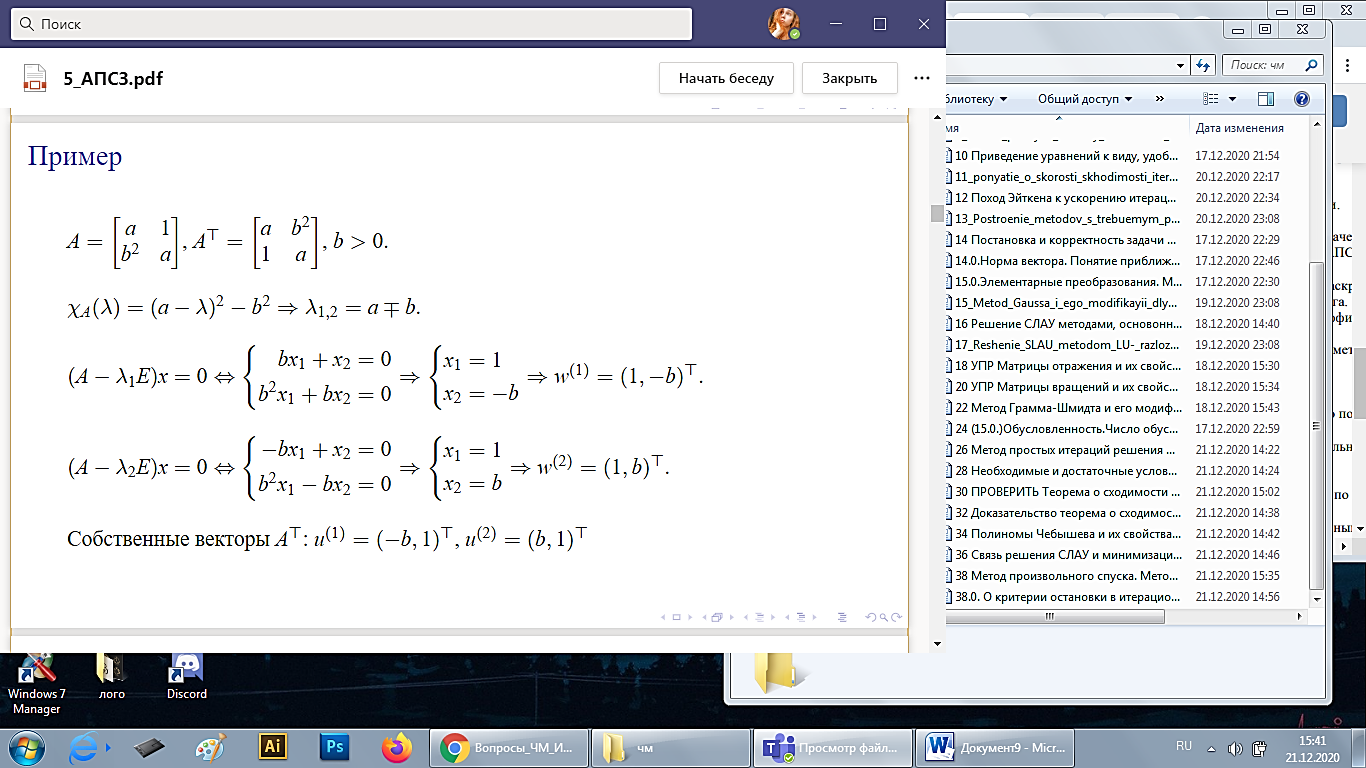 Поиск
5_АПСЗ.pdf
Начать беседу
Закрыть
Пример
A = [a 1; b² a], A^⊤ = [a b²; 1 a], b > 0.
χ_A(λ) = (a − λ)² − b² ⇒ λ₁,₂ = a ∓ b.
(A − λ₁E)x = 0 ⇔ { bx₁ + x₂ = 0; b²x₁ + bx₂ = 0 ⇒ { x₁ = 1; x₂ = −b ⇒ w⁽¹⁾ = (1, −b)^⊤.
(A − λ₂E)x = 0 ⇔ { −bx₁ + x₂ = 0; b²x₁ − bx₂ = 0 ⇒ { x₁ = 1; x₂ = b ⇒ w⁽²⁾ = (1, b)^⊤.
Собственные векторы A^⊤: u⁽¹⁾ = (−b, 1)^⊤, u⁽²⁾ = (b, 1)^⊤
Поиск: чм
Общий доступ
Дата изменения
10 Приведение уравнений к виду, удоб... 17.12.2020 21:54
11_ponyatie_o_skorosti_skhodimosti_iter... 20.12.2020 22:17
12 Поход Эйткена к ускорению итерац... 20.12.2020 22:34
13_Postroenie_metodov_s_trebuemym_p... 20.12.2020 23:08
14 Постановка и корректность задачи ... 17.12.2020 22:29
14.0.Норма вектора. Понятие приближ... 17.12.2020 22:46
15.0.Элементарные преобразования. М... 17.12.2020 22:30
15_Metod_Gaussa_i_ego_modifikayii_dly... 19.12.2020 23:08
16 Решение СЛАУ методами, основонн... 18.12.2020 14:40
17_Reshenie_SLAU_metodom_LU-_razloz... 19.12.2020 23:08
18 УПР Матрицы отражения и их свойс... 18.12.2020 15:30
20 УПР Матрицы вращений и их свойс... 18.12.2020 15:34
22 Метод Грамма-Шмидта и его модиф... 18.12.2020 15:43
24 (15.0.)Обусловленность.Число обус... 17.12.2020 22:59
26 Метод простых итераций решения ... 21.12.2020 14:22
28 Необходимые и достаточные услов... 21.12.2020 14:24
30 ПРОВЕРИТЬ Теорема о сходимости ... 21.12.2020 15:02
32 Доказательство теорема о сходимос... 21.12.2020 14:38
34 Полиномы Чебышева и их свойства... 21.12.2020 14:42
36 Связь решения СЛАУ и минимизаци... 21.12.2020 14:46
38 Метод произвольного спуска. Мето... 21.12.2020 15:35
38.0. О критерии остановки в итерацио... 21.12.2020 14:56
Windows 7 Manager
лого
Discord
Вопросы_ЧМ_И...
чм
Просмотр файл...
Документ9 - Micr...
RU
15:41
21.12.2020